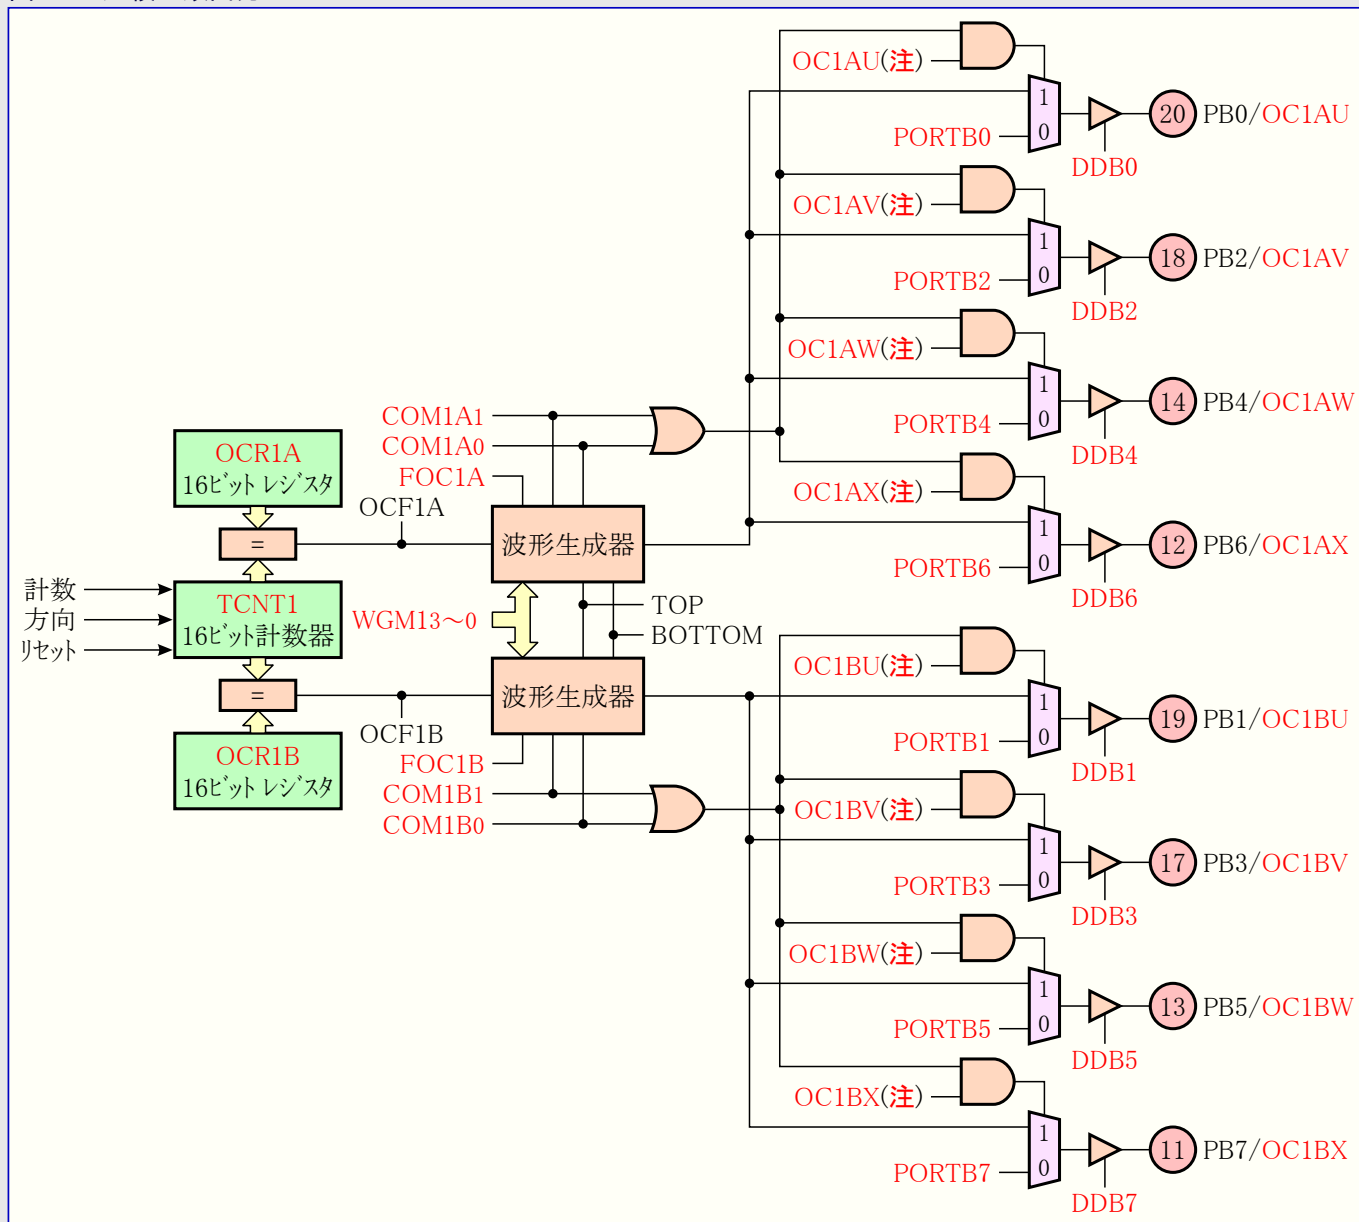 OC1AU(注)
1
0
PORTB0
DDB0
20
PB0/OC1AU
OC1AV(注)
1
0
PORTB2
DDB2
18
PB2/OC1AV
OC1AW(注)
1
0
PORTB4
DDB4
14
PB4/OC1AW
OC1AX(注)
1
0
PORTB6
DDB6
12
PB6/OC1AX
COM1A1
COM1A0
FOC1A
OCR1A
16ビット レジスタ
OCF1A
=
波形生成器
計数
方向
リセット
TCNT1
16ビット計数器
WGM13～0
TOP
BOTTOM
=
波形生成器
OCF1B
OCR1B
16ビット レジスタ
FOC1B
COM1B1
COM1B0
OC1BU(注)
1
0
PORTB1
DDB1
19
PB1/OC1BU
OC1BV(注)
1
0
PORTB3
DDB3
17
PB3/OC1BV
OC1BW(注)
1
0
PORTB5
DDB5
13
PB5/OC1BW
OC1BX(注)
1
0
PORTB7
DDB7
11
PB7/OC1BX